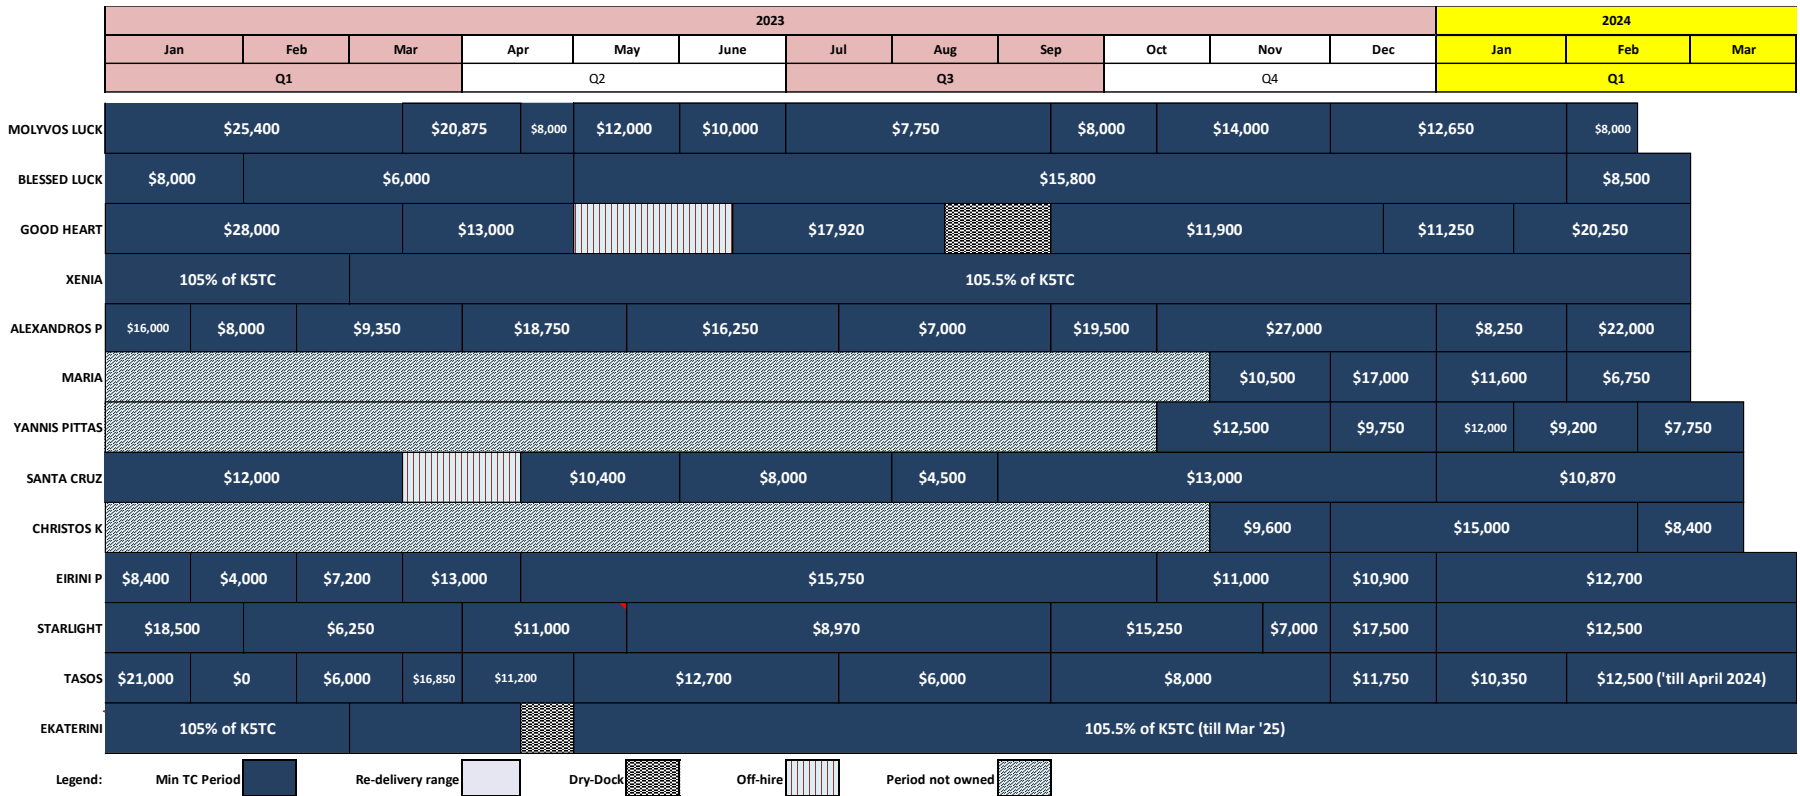 2023 2024
Jan Feb Mar Apr May June Jul Aug Sep Oct Nov Dec Jan Feb Mar
Q1 Q2 Q3 Q4 Q1
MOLYVOS LUCK $25,400 $20,875 $8,000 $12,000 $10,000 $7,750 $8,000 $14,000 $12,650 $8,000
BLESSED LUCK $8,000 $6,000 $15,800 $8,500
GOOD HEART $28,000 $13,000 $17,920 $11,900 $11,250 $20,250
XENIA 105% of K5TC 105.5% of K5TC
ALEXANDROS P $16,000 $8,000 $9,350 $18,750 $16,250 $7,000 $19,500 $27,000 $8,250 $22,000
MARIA $10,500 $17,000 $11,600 $6,750
YANNIS PITTAS $12,500 $9,750 $12,000 $9,200 $7,750
SANTA CRUZ $12,000 $10,400 $8,000 $4,500 $13,000 $10,870
CHRISTOS K $9,600 $15,000 $8,400
EIRINI P $8,400 $4,000 $7,200 $13,000 $15,750 $11,000 $10,900 $12,700
STARLIGHT $18,500 $6,250 $11,000 $8,970 $15,250 $7,000 $17,500 $12,500
TASOS $21,000 $0 $6,000 $16,850 $11,200 $12,700 $6,000 $8,000 $11,750 $10,350 $12,500 ('till April 2024)
EKATERINI 105% of K5TC 105.5% of K5TC (till Mar '25)
Legend: Min TC Period Re-delivery range Dry-Dock Off-hire Period not owned